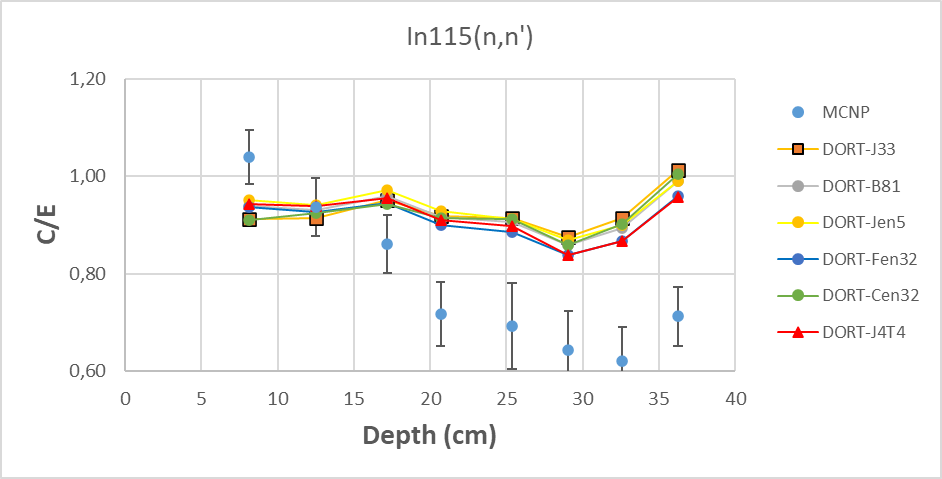 In115(n,n')
1,20
1,00
0,80
0,60
C/E
0
5
10
15
20
25
30
35
40
Depth (cm)
MCNP
DORT-J33
DORT-B81
DORT-Jen5
DORT-Fen32
DORT-Cen32
DORT-J4T4